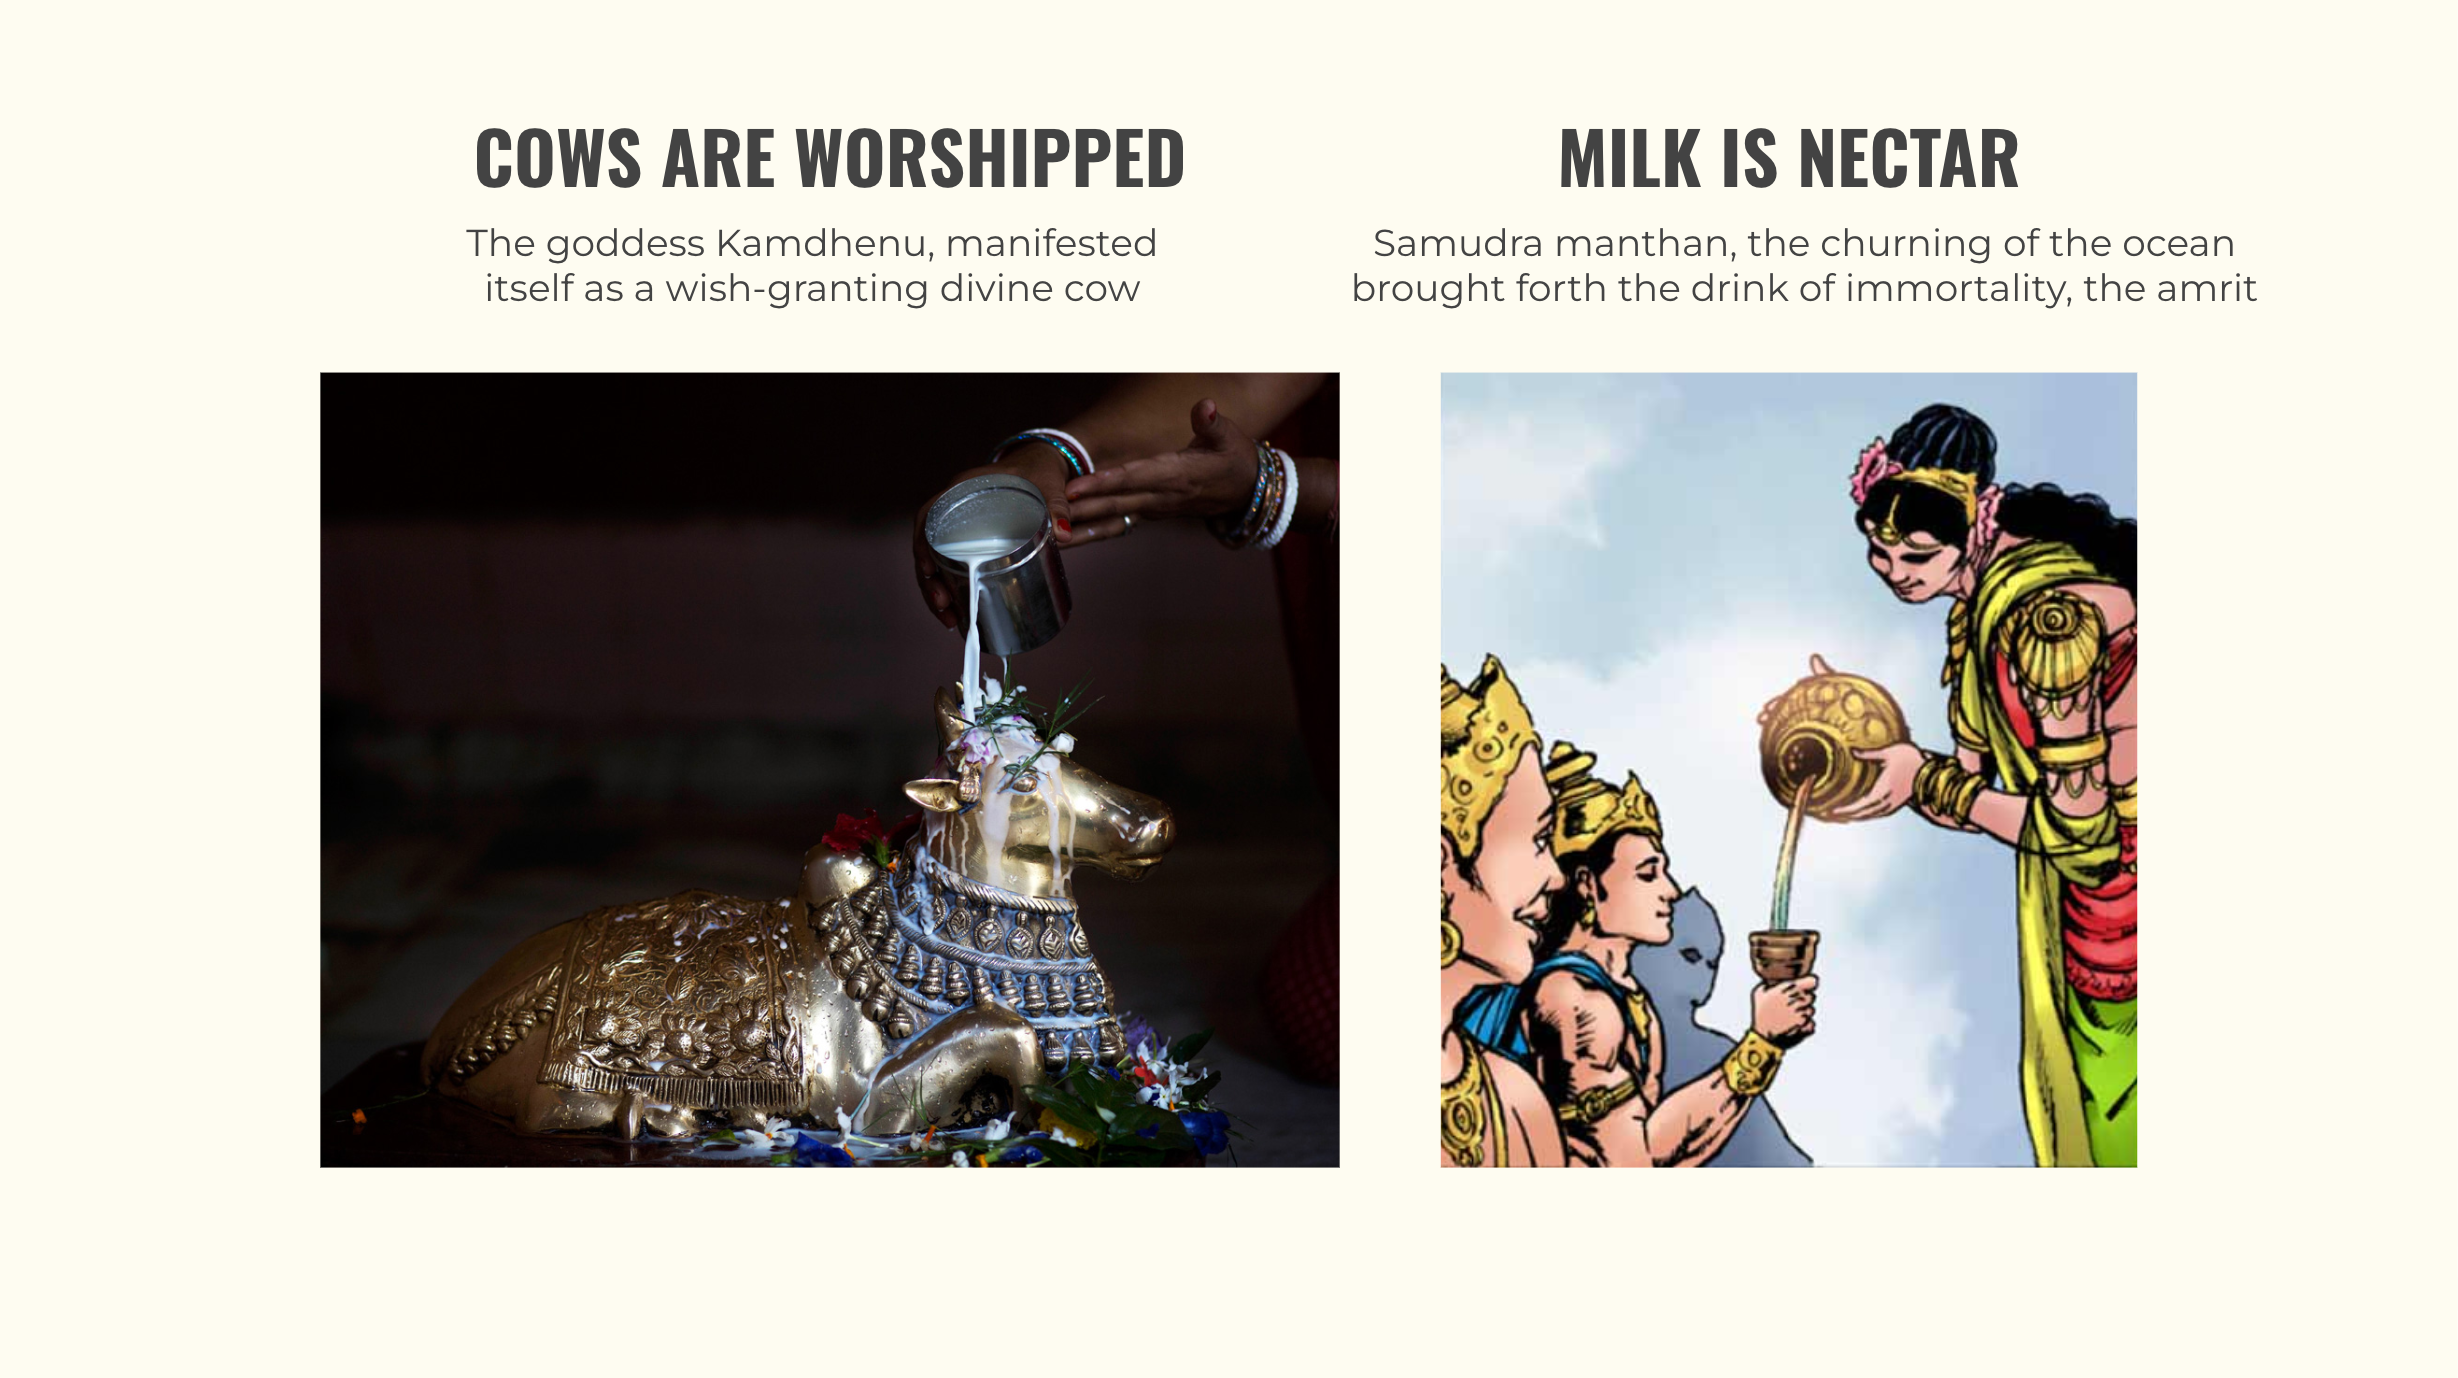 COWS ARE WORSHIPPED
The goddess Kamdhenu, manifested
itself as a wish-granting divine cow
MILK IS NECTAR
Samudra manthan, the churning of the ocean
brought forth the drink of immortality, the amrit